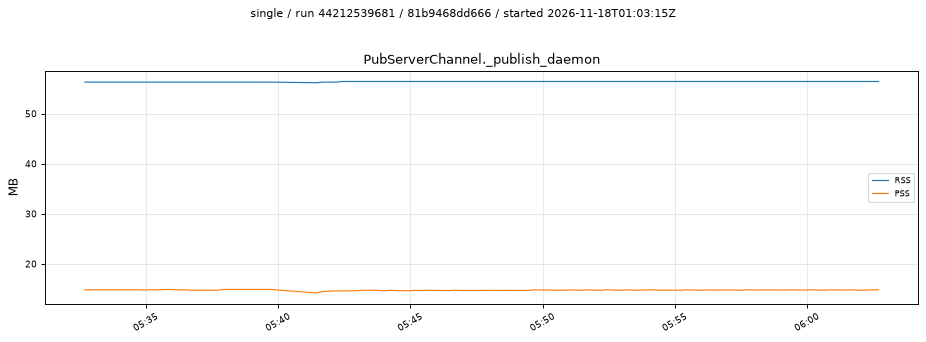 single / run 44212539681 / 81b9468dd666 / started 2026-11-18T01:03:15Z
PubServerChannel._publish_daemon
MB
50
40
30
20
RSS
PSS
05:35
05:40
05:45
05:50
05:55
06:00